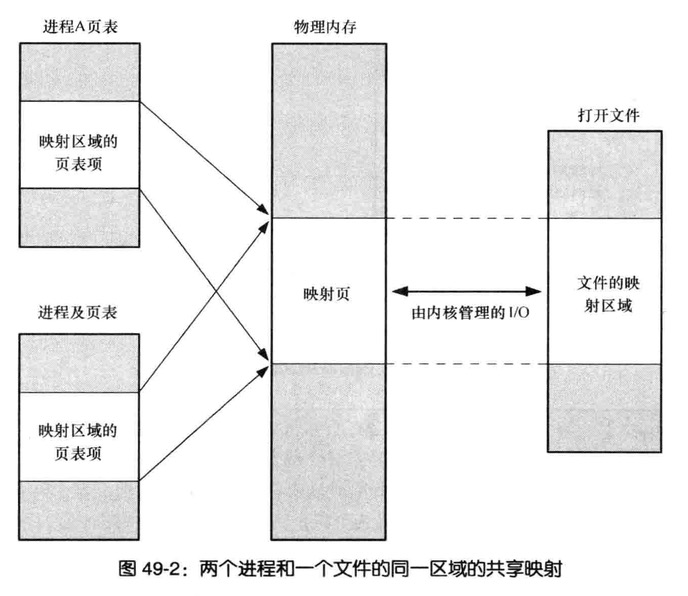 进程A页表
映射区域的
页表项
进程及页表
映射区域的
页表项
物理内存
映射页
由内核管理的 I/O
打开文件
文件的映
射区域
图 49-2：两个进程和一个文件的同一区域的共享映射